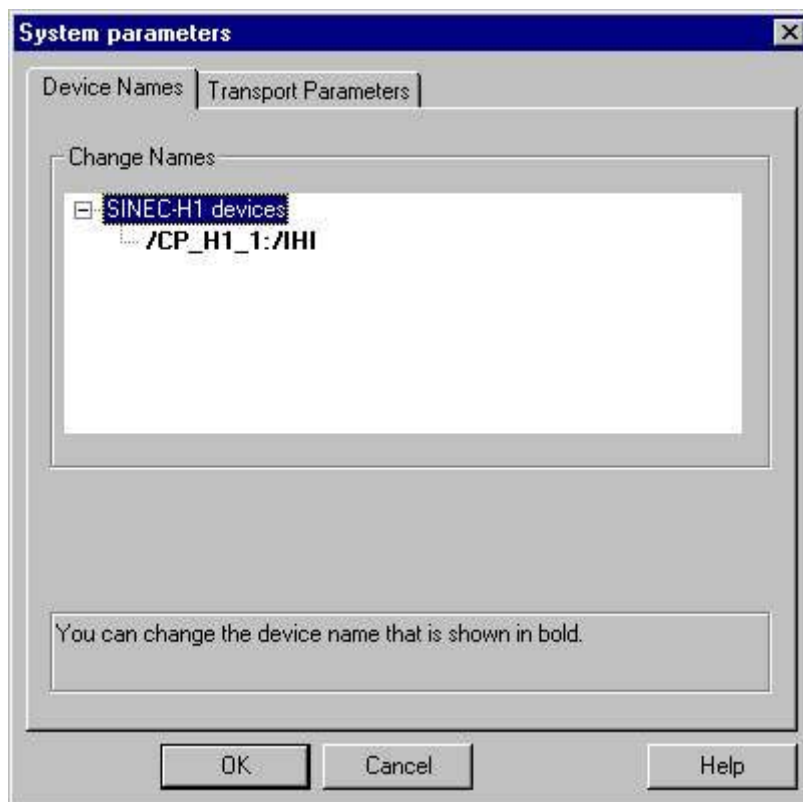 System parameters
Device Names Transport Parameters
Change Names
SINEC-H1 devices
/CP_H1_1:/IHI
You can change the device name that is shown in bold.
OK Cancel Help